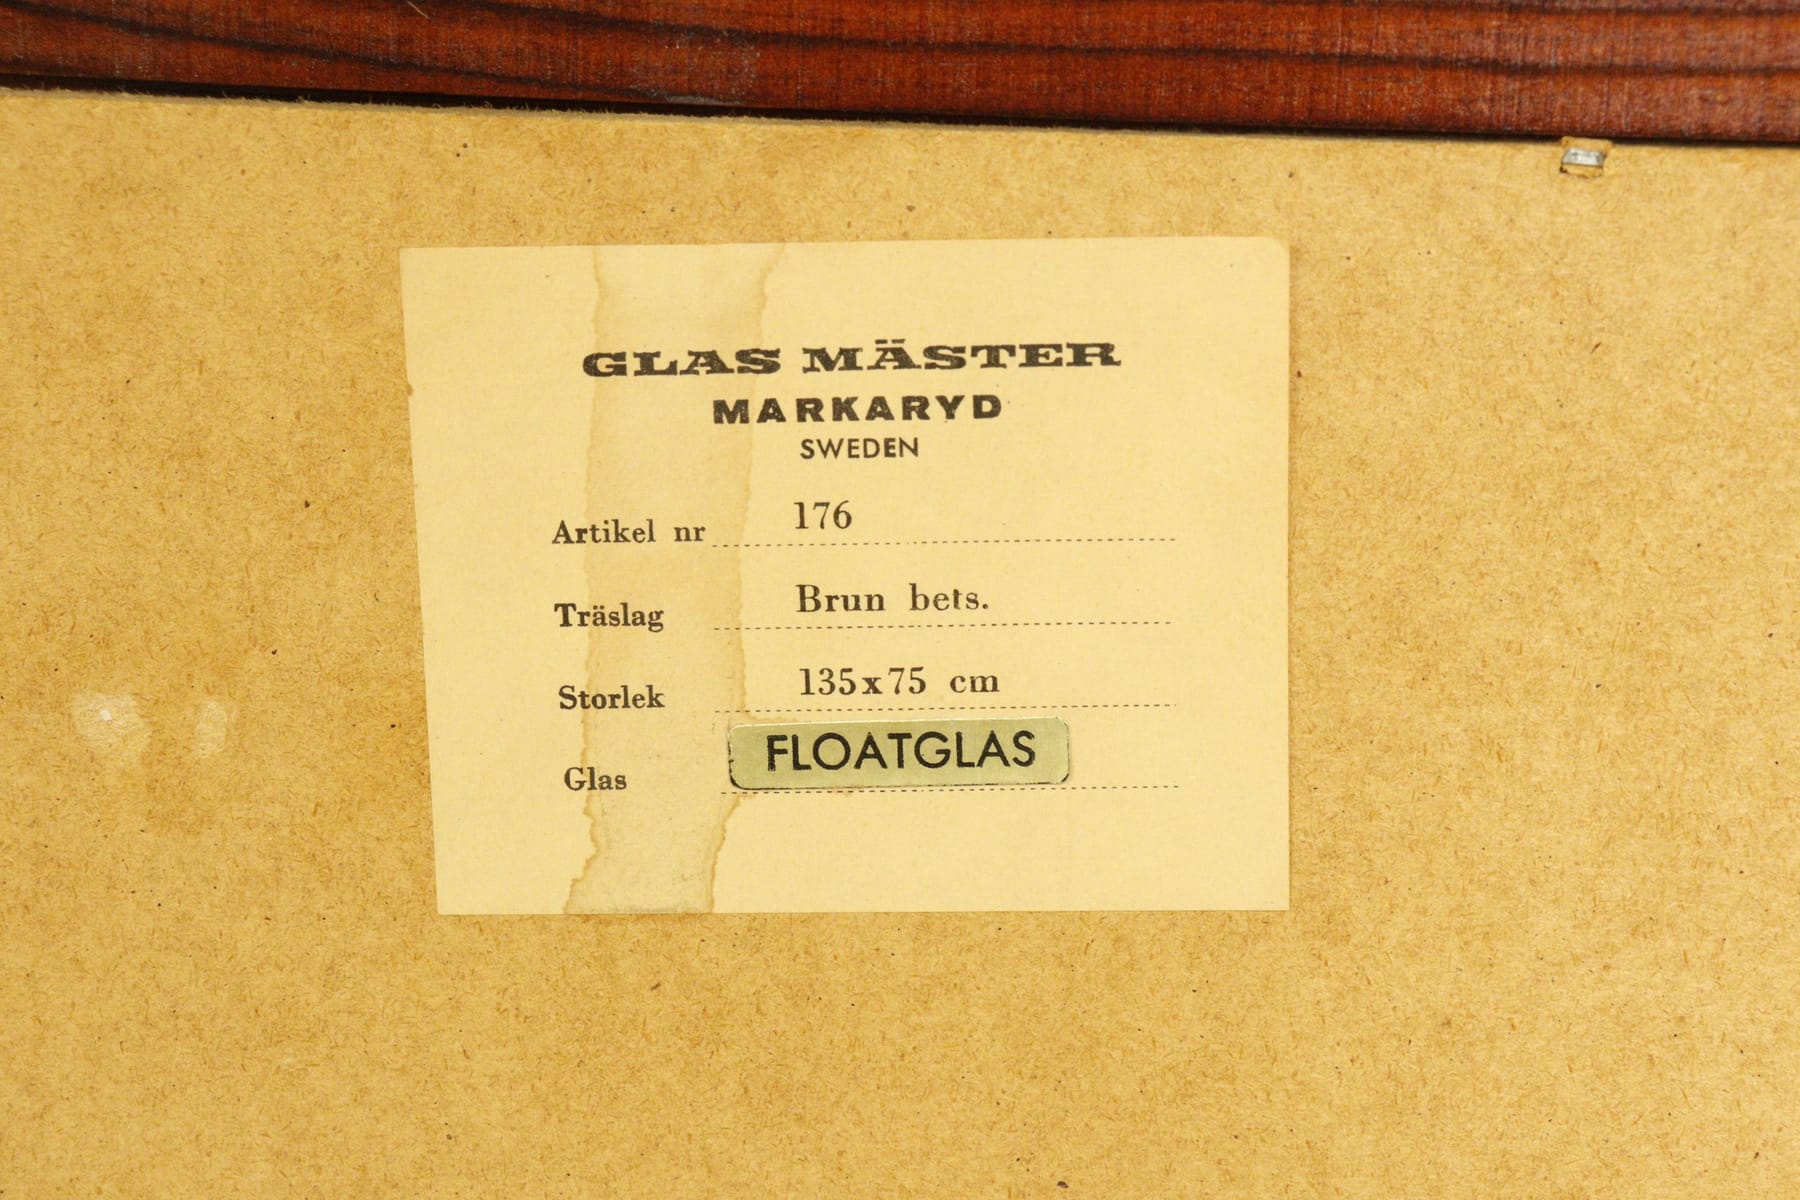 GLAS MÄSTER
MARKARYD
SWEDEN
Artikel nr 176
Träslag Brun bets.
Storlek 135x75 cm
Glas FLOATGLAS